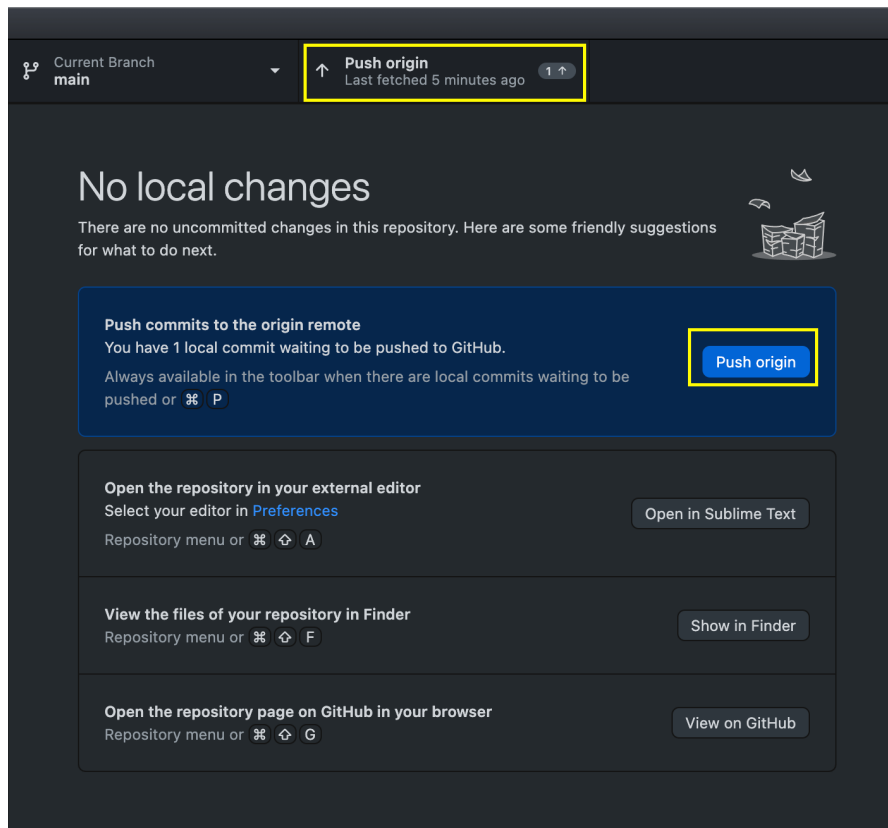 Current Branch
main
Push origin
Last fetched 5 minutes ago
1 ↑
No local changes
There are no uncommitted changes in this repository. Here are some friendly suggestions
for what to do next.
Push commits to the origin remote
You have 1 local commit waiting to be pushed to GitHub.
Always available in the toolbar when there are local commits waiting to be
pushed or ⌘ P
Push origin
Open the repository in your external editor
Select your editor in Preferences
Repository menu or ⌘ ⇧ A
Open in Sublime Text
View the files of your repository in Finder
Repository menu or ⌘ ⇧ F
Show in Finder
Open the repository page on GitHub in your browser
Repository menu or ⌘ ⇧ G
View on GitHub